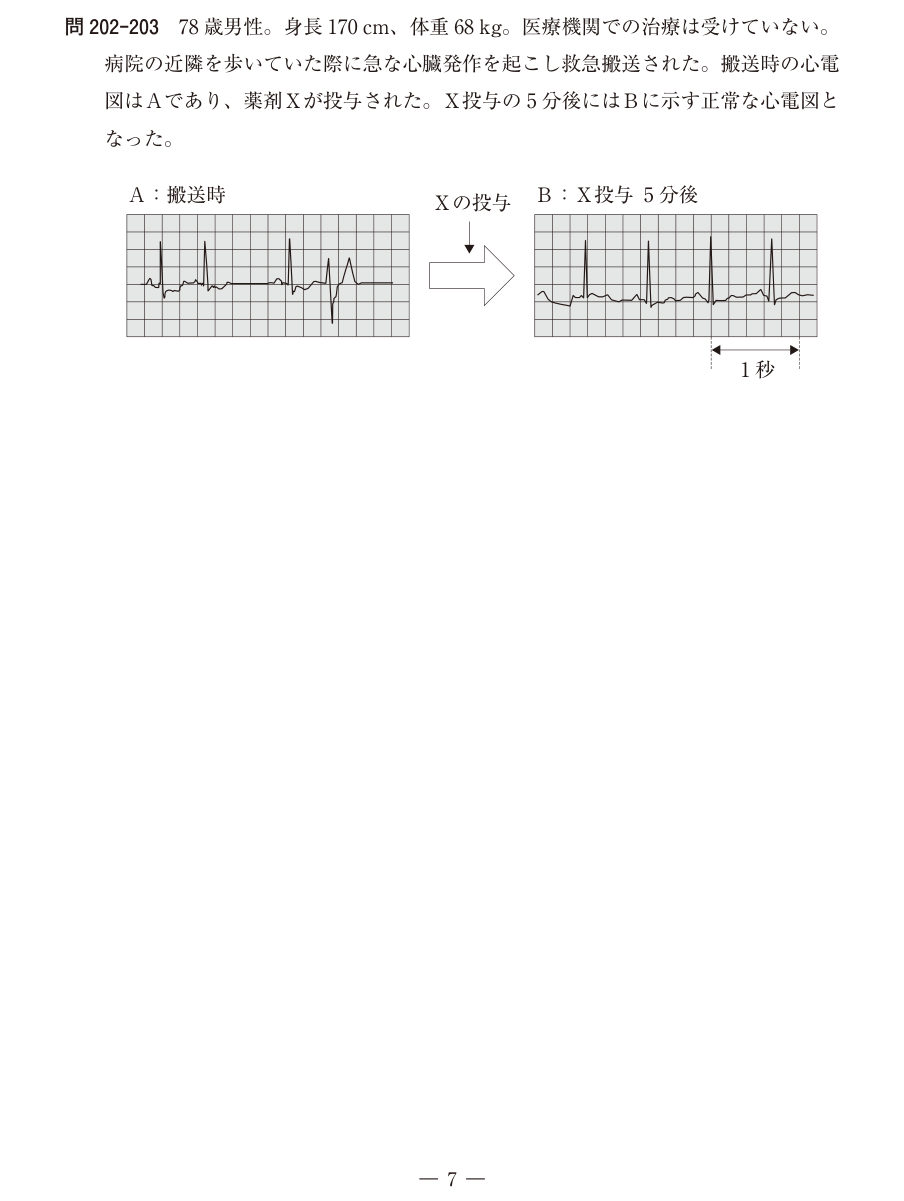 問 202-203　78 歳男性。身長 170 cm、体重 68 kg。医療機関での治療は受けていない。
病院の近隣を歩いていた際に急な心臓発作を起こし救急搬送された。搬送時の心電
図はAであり、薬剤Xが投与された。X投与の5分後にはBに示す正常な心電図と
なった。
A：搬送時
Xの投与
B：X投与 5分後
1 秒
― 7 ―